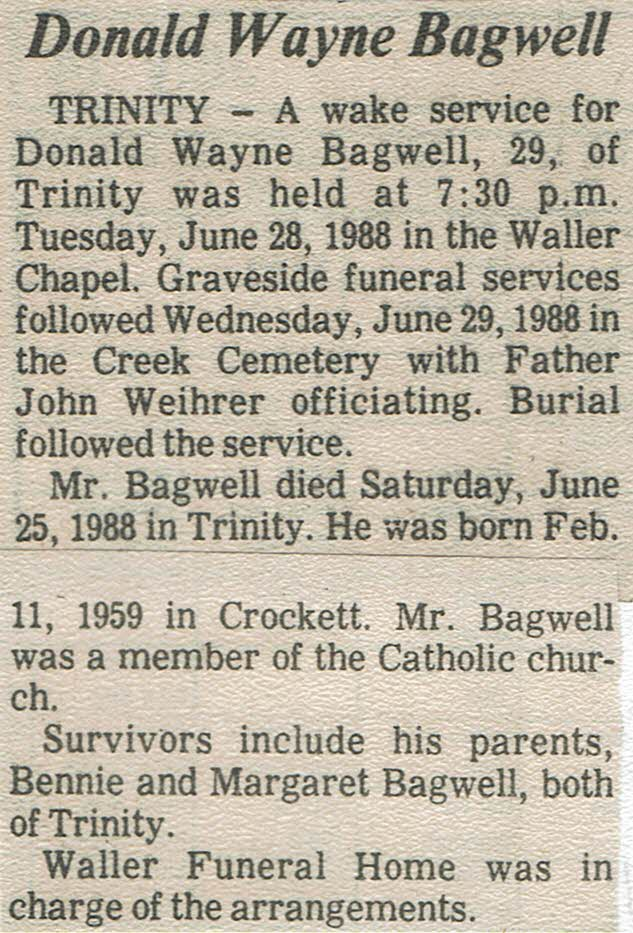 Donald Wayne Bagwell
TRINITY – A wake service for
Donald Wayne Bagwell, 29, of
Trinity was held at 7:30 p.m.
Tuesday, June 28, 1988 in the Waller
Chapel. Graveside funeral services
followed Wednesday, June 29, 1988 in
the Creek Cemetery with Father
John Weihrer officiating. Burial
followed the service.
Mr. Bagwell died Saturday, June
25, 1988 in Trinity. He was born Feb.
11, 1959 in Crockett. Mr. Bagwell
was a member of the Catholic chur-
ch.
Survivors include his parents,
Bennie and Margaret Bagwell, both
of Trinity.
Waller Funeral Home was in
charge of the arrangements.